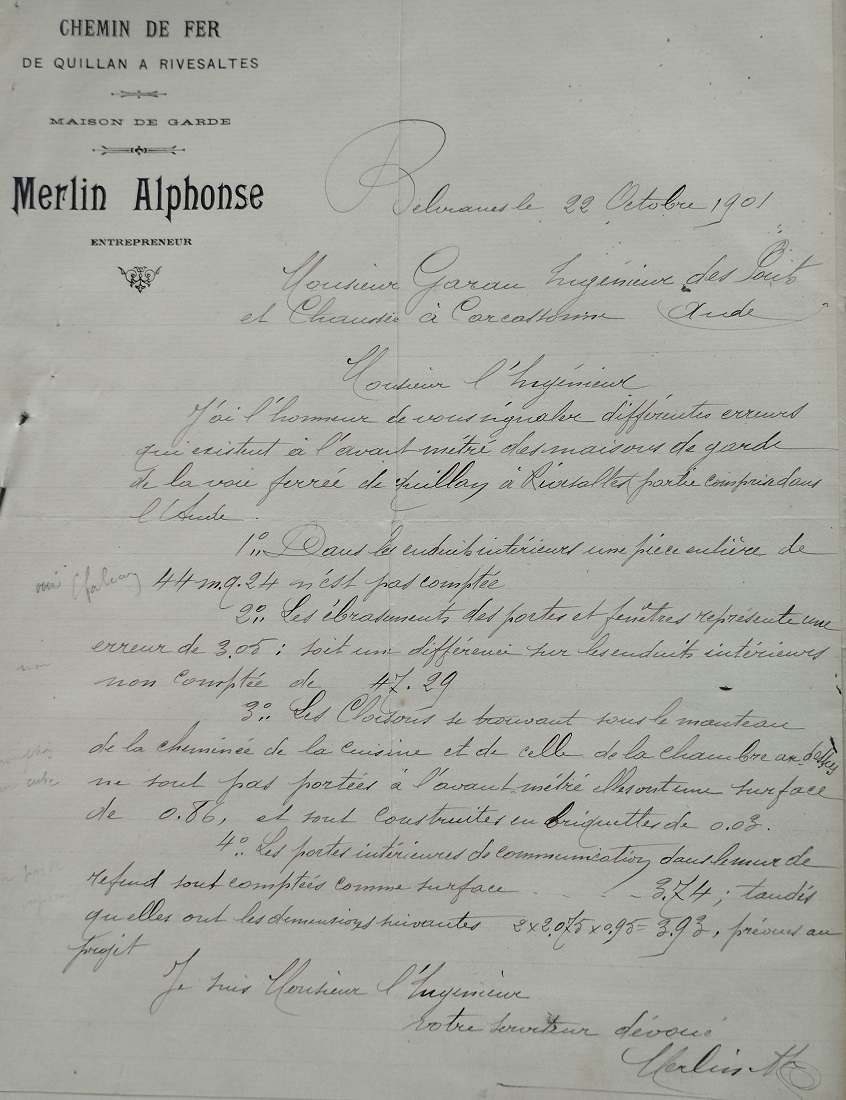 CHEMIN DE FER
DE QUILLAN A RIVESALTES
MAISON DE GARDE
Merlin Alphonse
ENTREPRENEUR
Belvianes le 22 Octobre 1901
Monsieur Garau Ingénieur des Pont
et Chaussée à Carcassonne (Aude)
Monsieur l'Ingénieur
J'ai l'honneur de vous signaler différentes erreurs
qui existent à l'avant métré des maisons de garde
de la voie ferrée de Quillan à Rivesaltes partie comprise dans
l'Aude.
1° Dans les enduits intérieurs une pièce entière de
44 m.q. 24 n'est pas comptée
2° Les ébrasements des portes et fenêtres représente une
erreur de 3.05 : soit un différence sur les enduits intérieurs
non comptée de 47.29
3° Les Cloisons se trouvant sous le manteau
de la cheminée de la cuisine et de celle de la chambre au dessus
ne sont pas portées à l'avant-métré elles ont une surface
de 0.86, et sont construites en briquettes de 0.03.
4° Les portes intérieures de communication dans le mur de
refend sont comptées comme surface - - - 3.74 ; tandis
qu'elles ont les dimensions suivantes 2 x 2.075 x 0.95 = 3.93, prévues au
projet
Je suis Monsieur l'Ingénieur
votre serviteur dévoué
Merlin
non